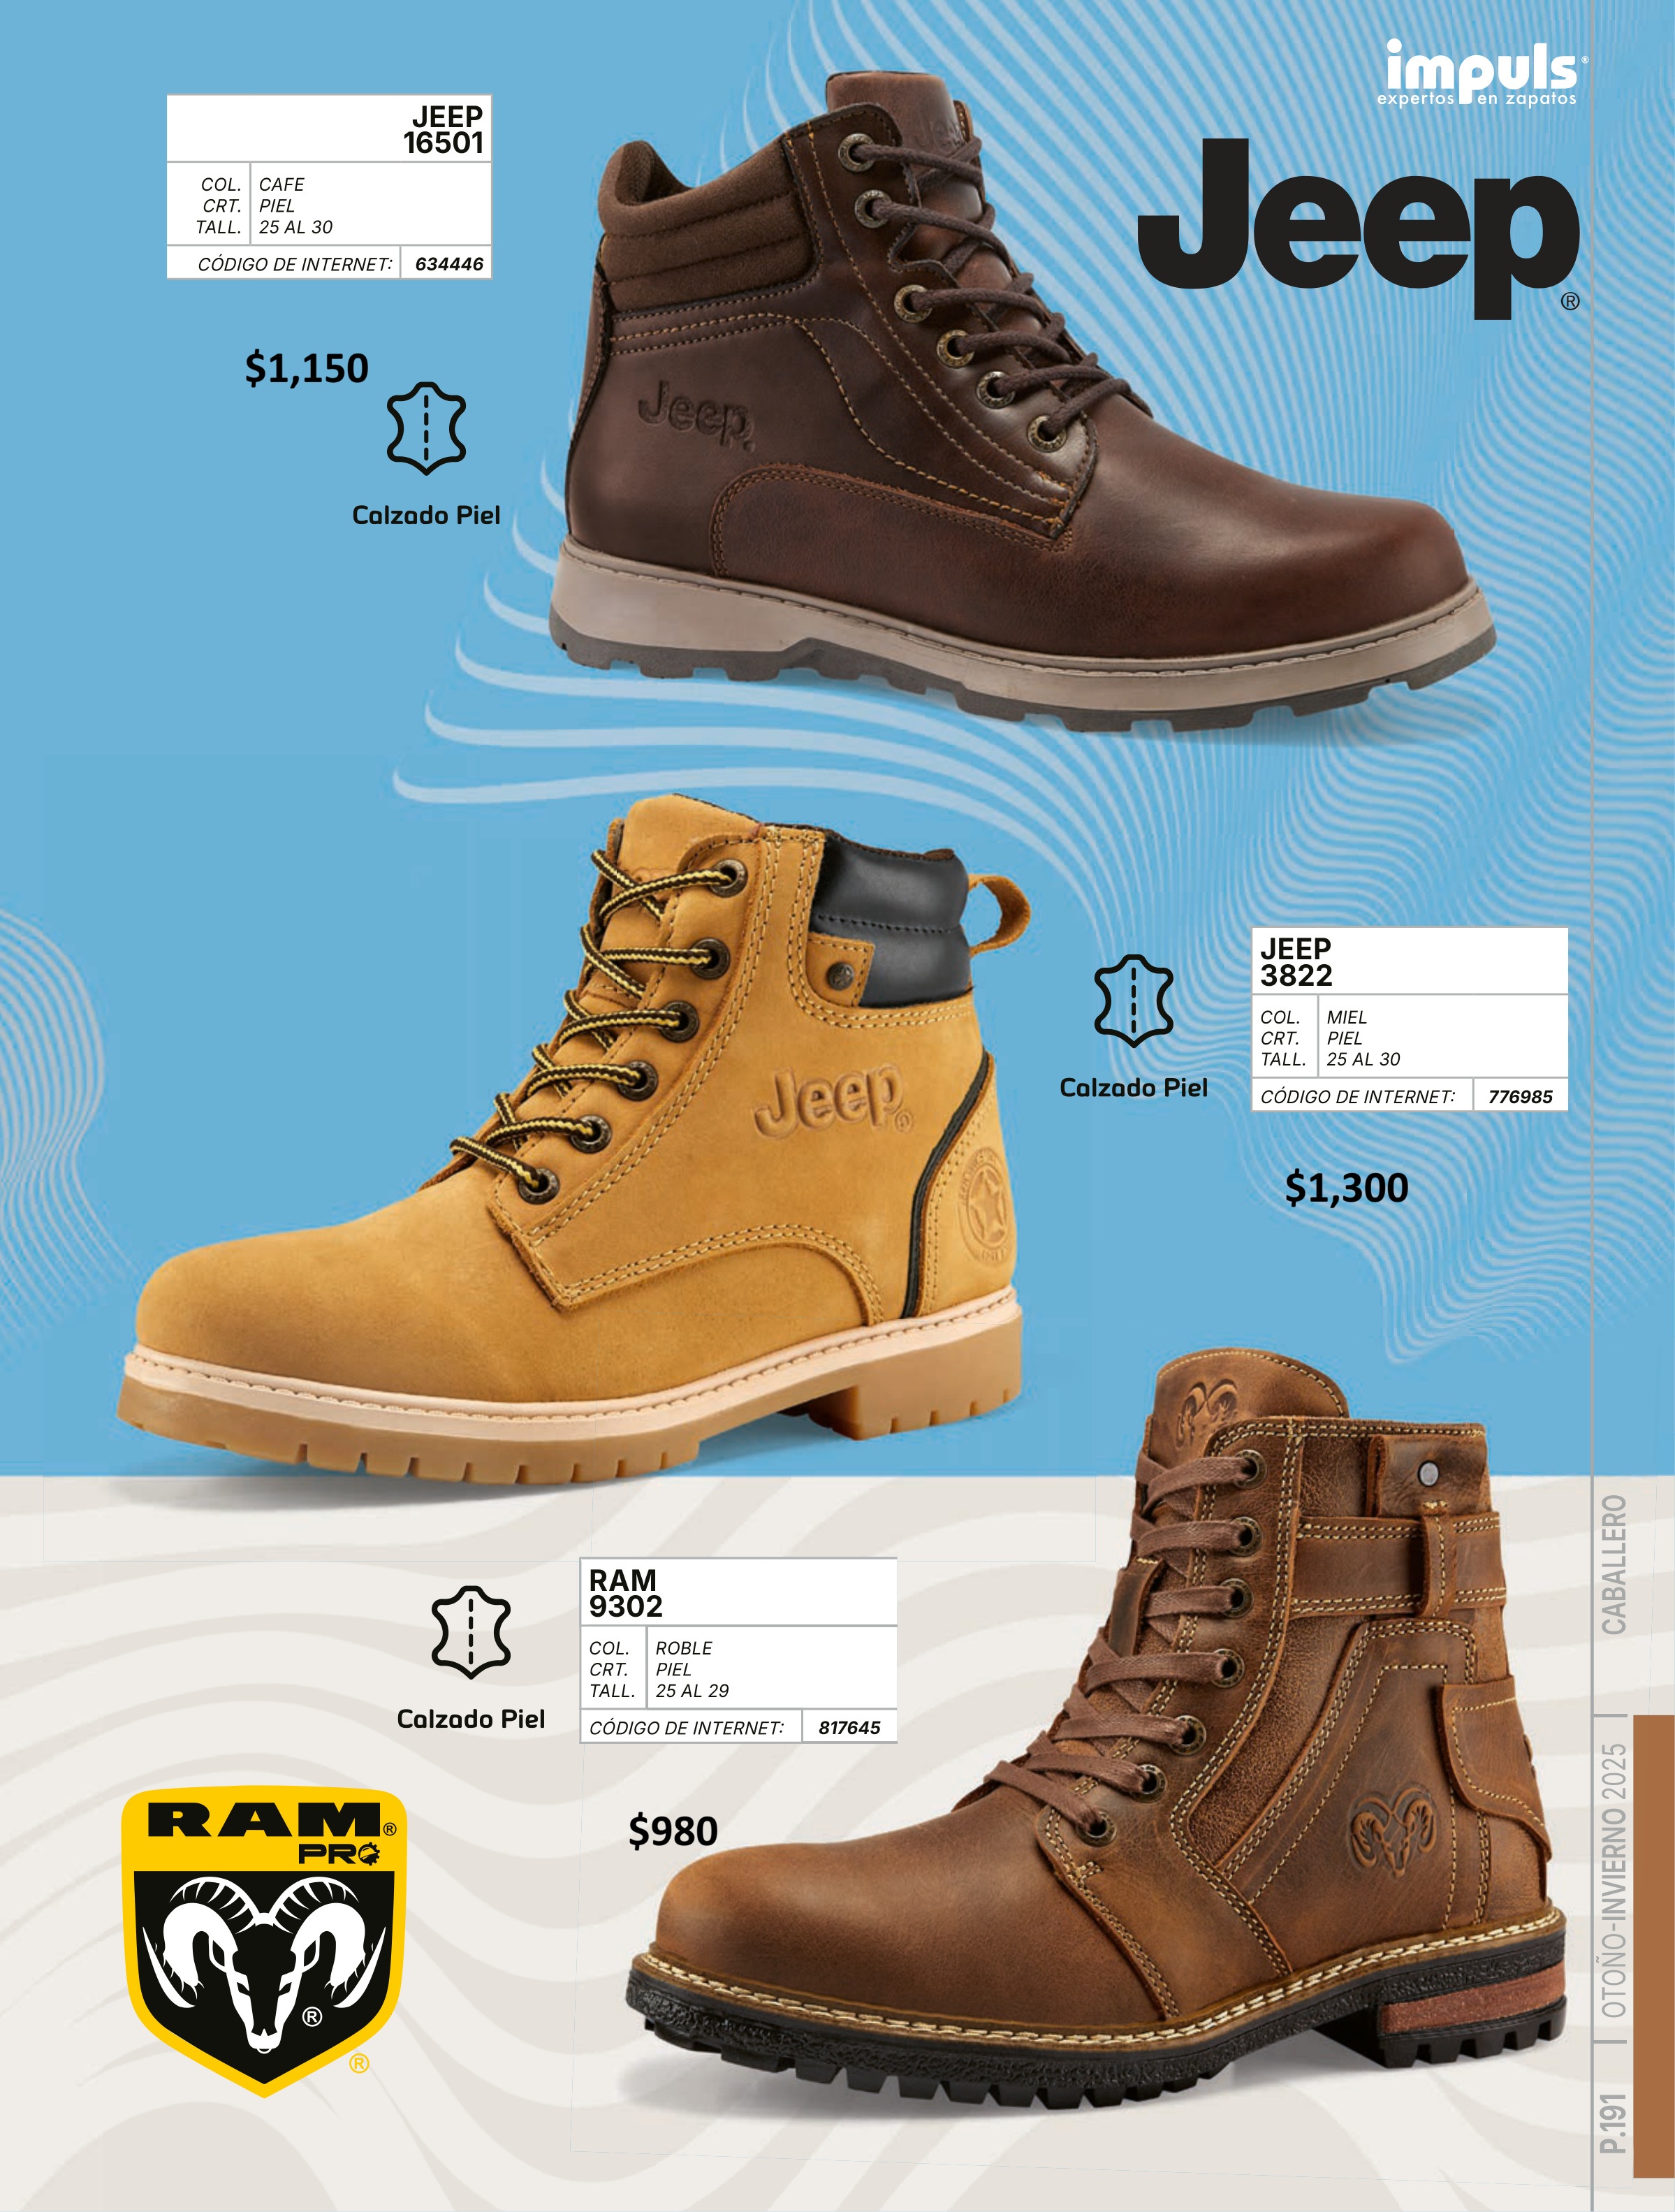 impuls®
expertos en zapatos
Jeep®
JEEP
16501
COL. CAFE
CRT. PIEL
TALL. 25 AL 30
CÓDIGO DE INTERNET: 634446
$1,150
Calzado Piel
Jeep
Jeep®
JEEP
3822
COL. MIEL
CRT. PIEL
TALL. 25 AL 30
CÓDIGO DE INTERNET: 776985
Calzado Piel
$1,300
RAM
9302
COL. ROBLE
CRT. PIEL
TALL. 25 AL 29
CÓDIGO DE INTERNET: 817645
Calzado Piel
$980
RAM®
PRO
®
®
CABALLERO
OTOÑO-INVIERNO 2025
P.191